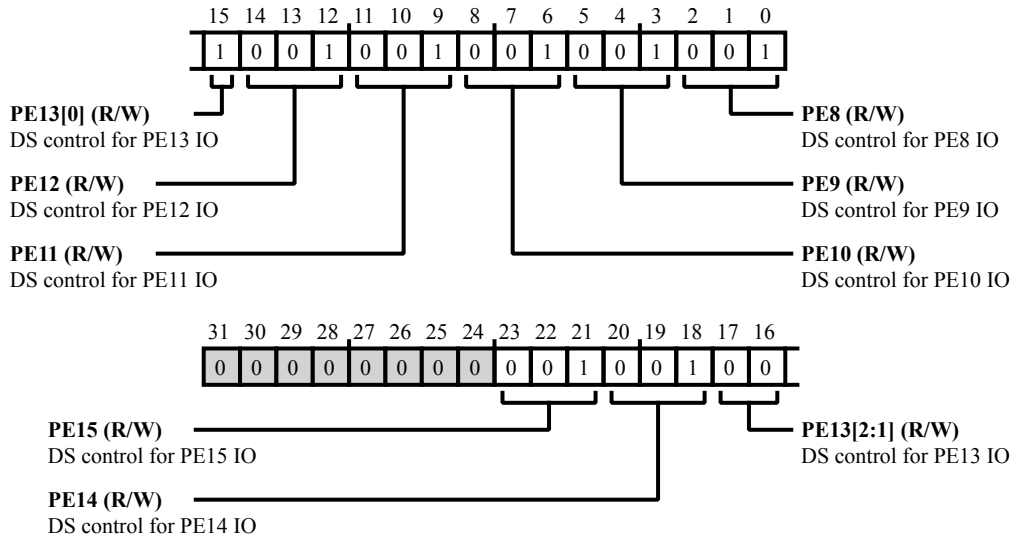 15 14 13 12 11 10 9 8 7 6 5 4 3 2 1 0
1 0 0 1 0 0 1 0 0 1 0 0 1 0 0 1
PE13[0] (R/W)
DS control for PE13 IO
PE8 (R/W)
DS control for PE8 IO
PE12 (R/W)
DS control for PE12 IO
PE9 (R/W)
DS control for PE9 IO
PE11 (R/W)
DS control for PE11 IO
PE10 (R/W)
DS control for PE10 IO
31 30 29 28 27 26 25 24 23 22 21 20 19 18 17 16
0 0 0 0 0 0 0 0 0 0 1 0 0 1 0 0
PE15 (R/W)
DS control for PE15 IO
PE13[2:1] (R/W)
DS control for PE13 IO
PE14 (R/W)
DS control for PE14 IO